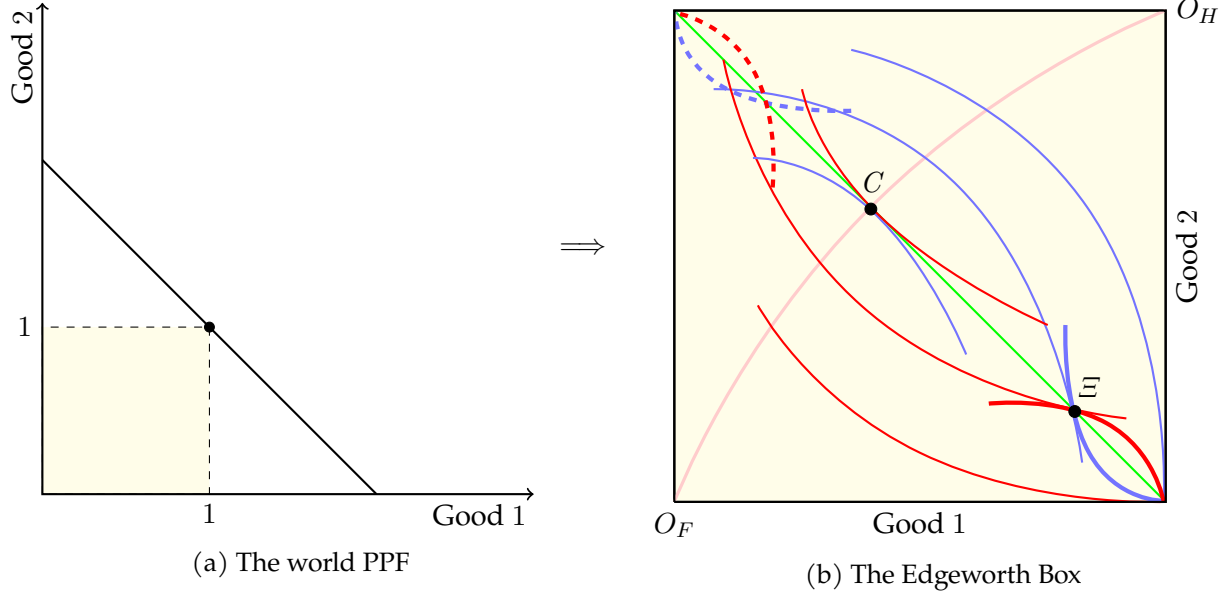 Good 2
1
1
Good 1
(a) The world PPF
⟹
O_H
C
Ξ
Good 2
O_F
Good 1
(b) The Edgeworth Box